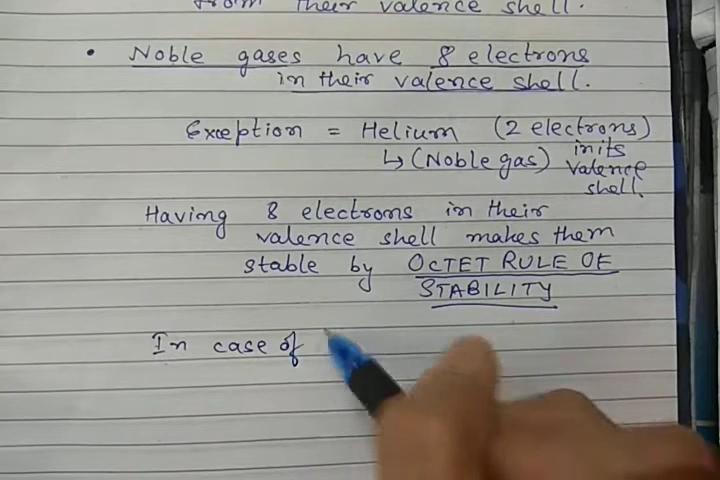 from their valence shell.
• Noble gases have 8 electrons
in their valence shell.
Exception = Helium (2 electrons)
↳ (Noble gas) in its
valence
shell.
Having 8 electrons in their
valence shell makes them
stable by OCTET RULE OF
STABILITY
In case of